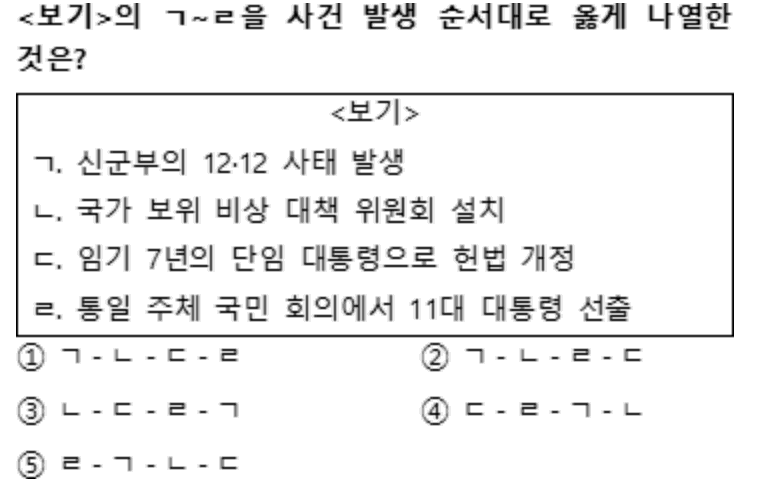 <보기>의 ㄱ~ㄹ을 사건 발생 순서대로 옳게 나열한
것은?
<보기>
ㄱ. 신군부의 12·12 사태 발생
ㄴ. 국가 보위 비상 대책 위원회 설치
ㄷ. 임기 7년의 단임 대통령으로 헌법 개정
ㄹ. 통일 주체 국민 회의에서 11대 대통령 선출
① ㄱ - ㄴ - ㄷ - ㄹ ② ㄱ - ㄴ - ㄹ - ㄷ
③ ㄴ - ㄷ - ㄹ - ㄱ ④ ㄷ - ㄹ - ㄱ - ㄴ
⑤ ㄹ - ㄱ - ㄴ - ㄷ